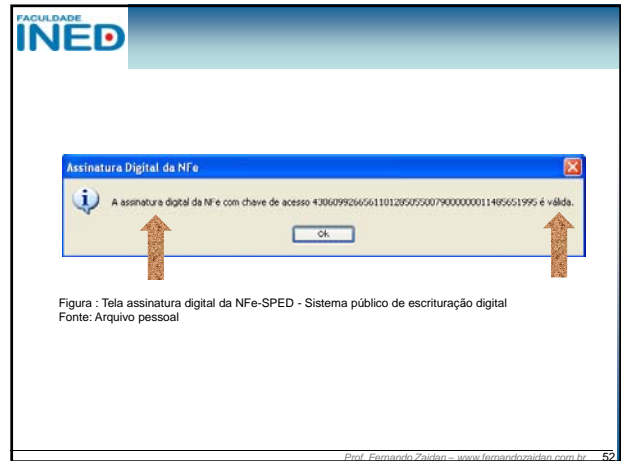 FACULDADE
INED
Assinatura Digital da NFe
A assinatura digital da NFe com chave de acesso 43060992665611012850550079000000011485651995 é válida.
Ok
Figura : Tela assinatura digital da NFe-SPED - Sistema público de escrituração digital
Fonte: Arquivo pessoal
Prof. Fernando Zaidan – www.fernandozaidan.com.br 52